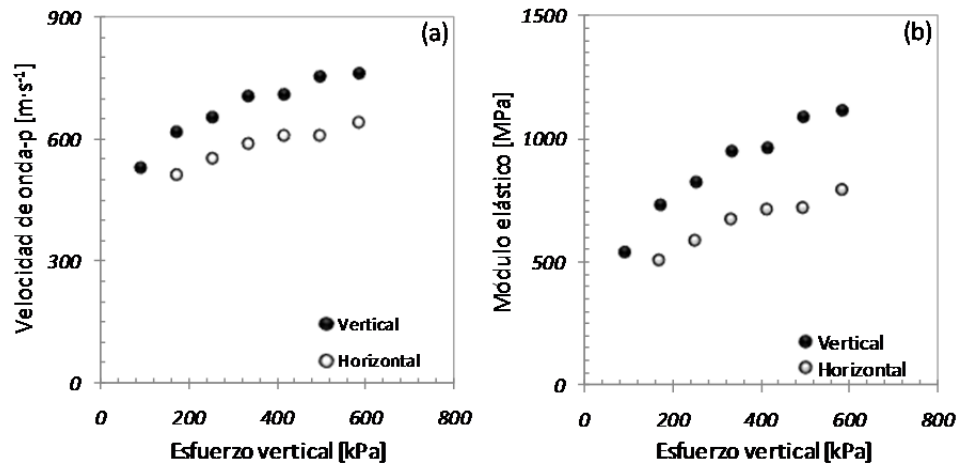 (a)
Velocidad de onda-p [m·s⁻¹]
900
600
300
0
Vertical
Horizontal
0 200 400 600 800
Esfuerzo vertical [kPa]
(b)
Módulo elástico [MPa]
1500
1000
500
0
Vertical
Horizontal
0 200 400 600 800
Esfuerzo vertical [kPa]